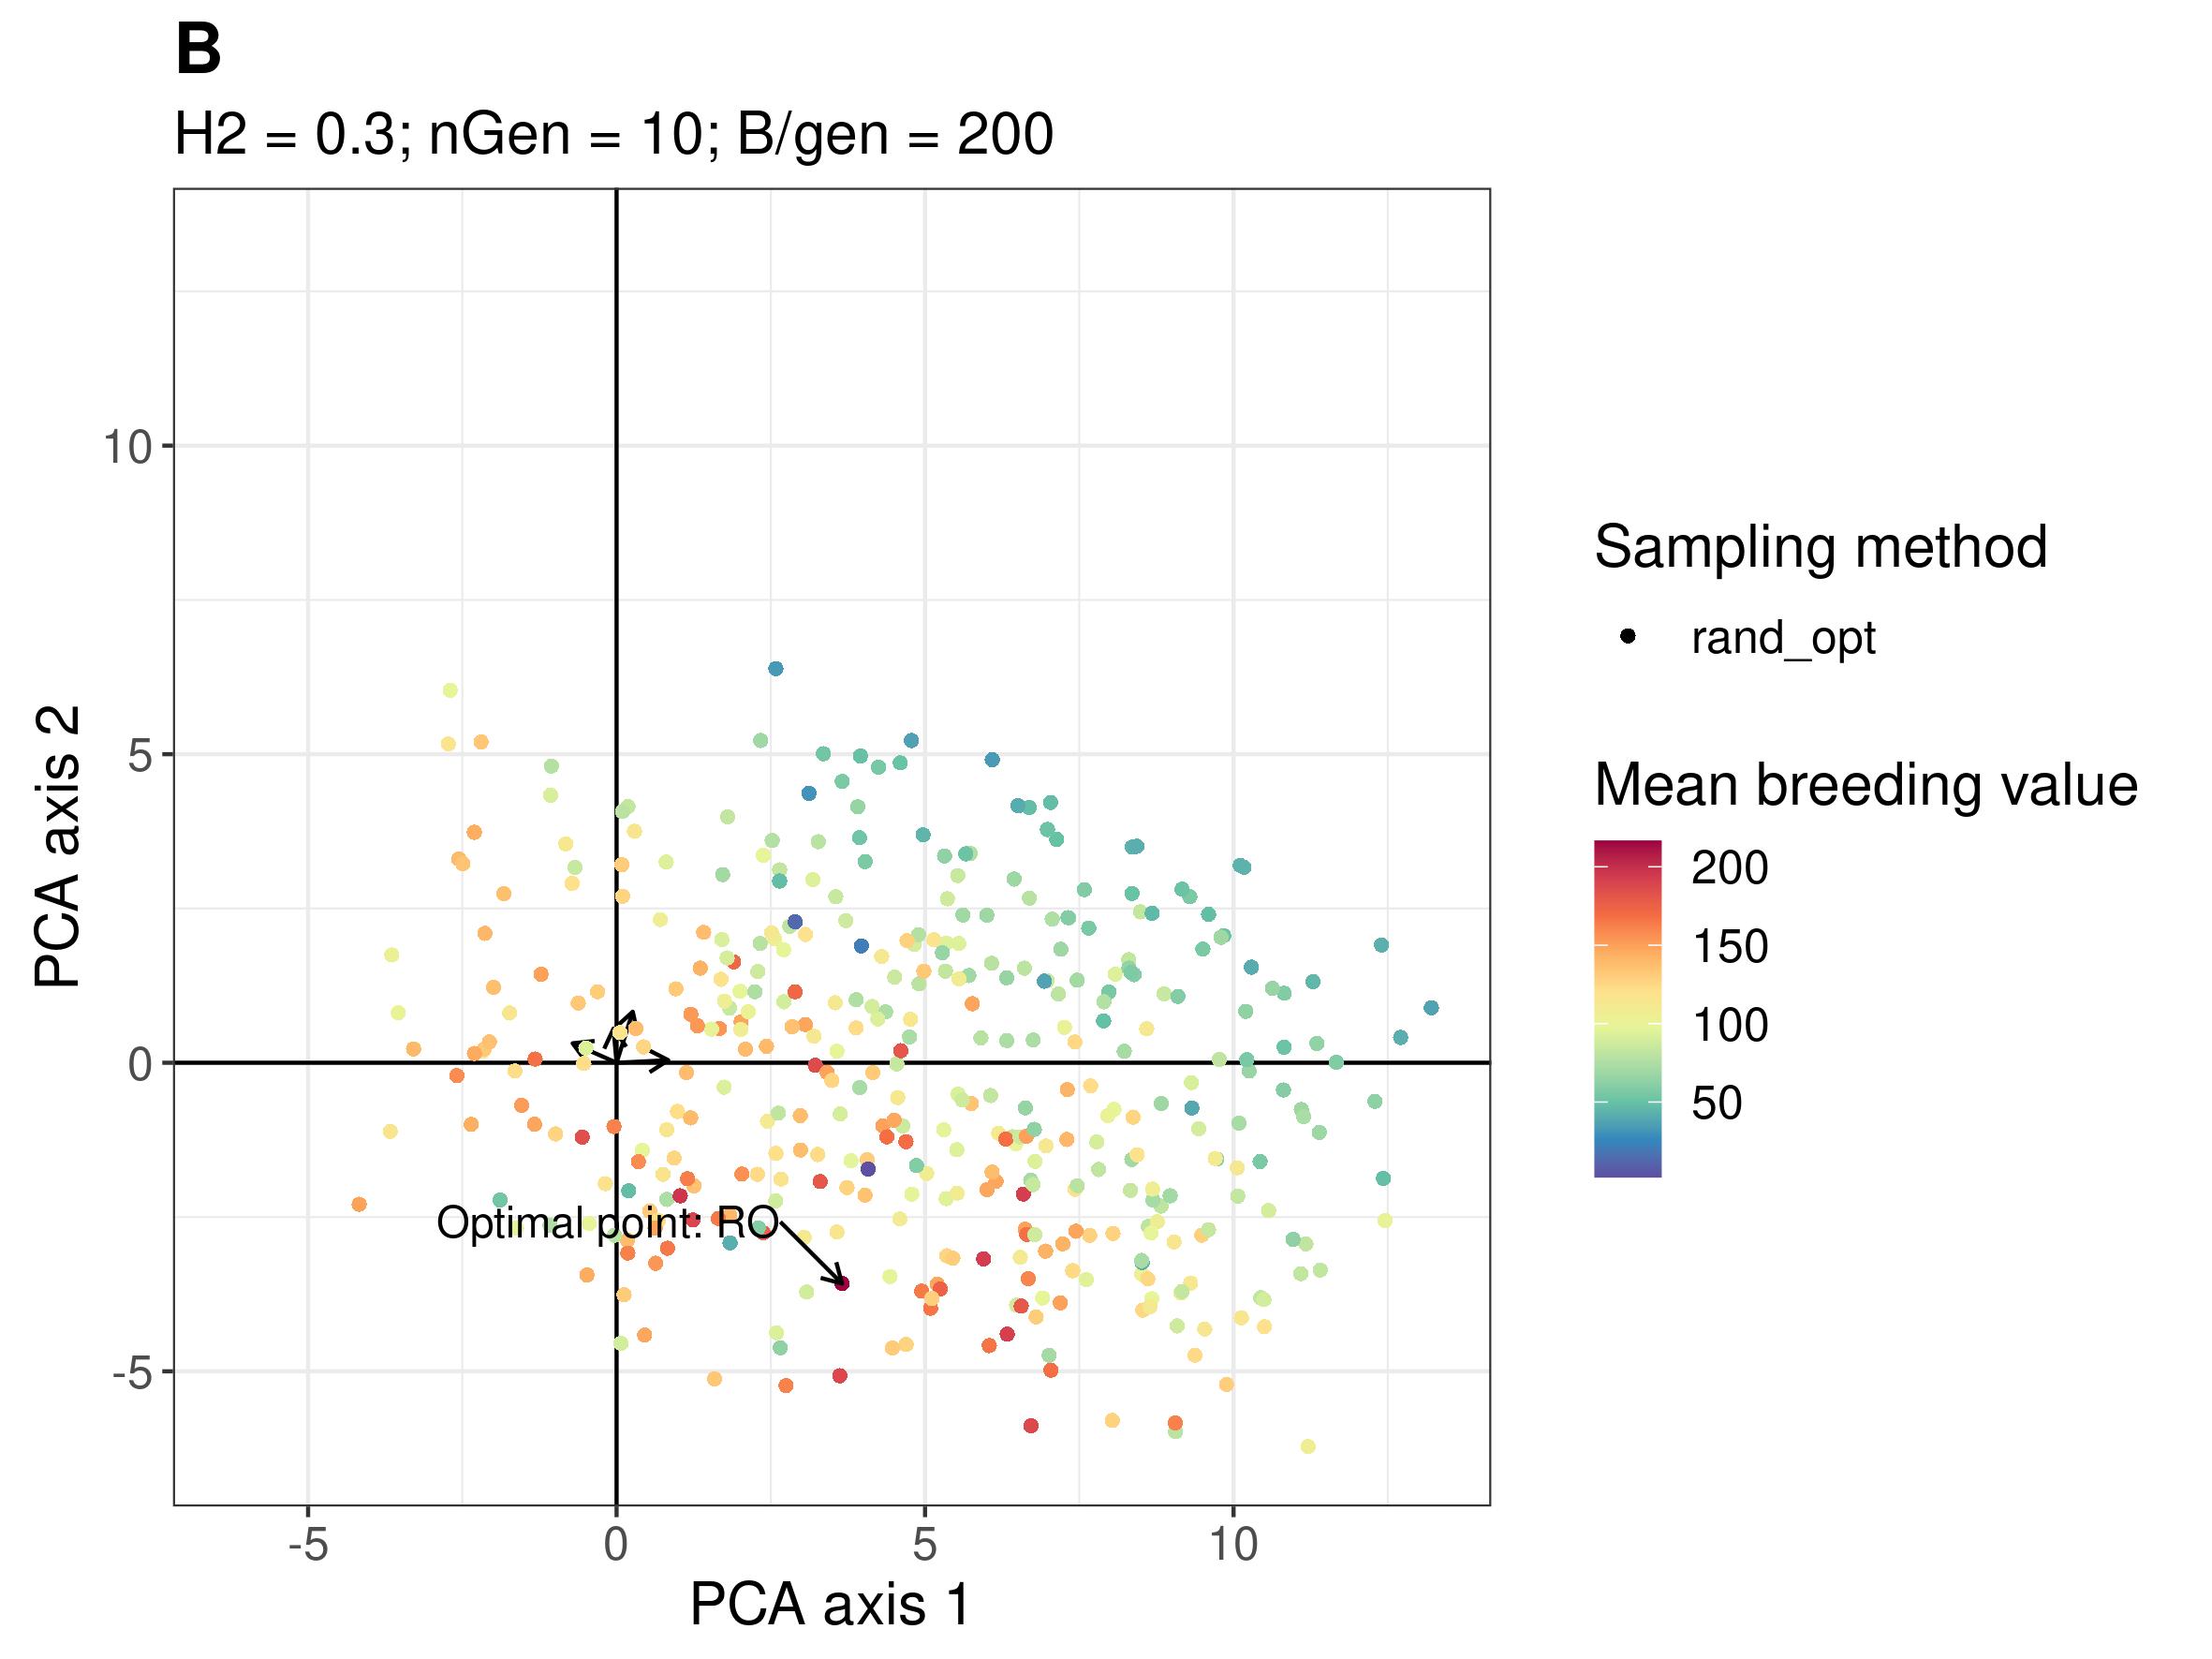 B
H2 = 0.3; nGen = 10; B/gen = 200
10
5
0
-5
PCA axis 2
Optimal point: RO
-5
0
5
10
PCA axis 1
Sampling method
rand_opt
Mean breeding value
200
150
100
50